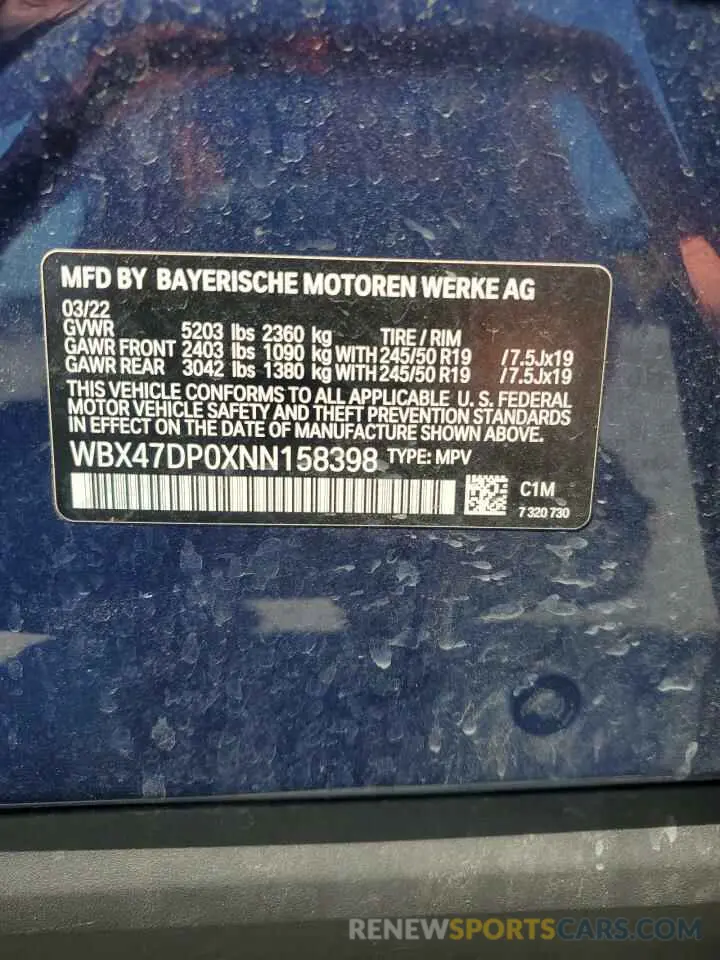 MFD BY BAYERISCHE MOTOREN WERKE AG
03/22
GVWR 5203 lbs 2360 kg TIRE / RIM
GAWR FRONT 2403 lbs 1090 kg WITH 245/50 R19 /7.5Jx19
GAWR REAR 3042 lbs 1380 kg WITH 245/50 R19 /7.5Jx19
THIS VEHICLE CONFORMS TO ALL APPLICABLE U. S. FEDERAL
MOTOR VEHICLE SAFETY AND THEFT PREVENTION STANDARDS
IN EFFECT ON THE DATE OF MANUFACTURE SHOWN ABOVE.
WBX47DP0XNN158398 TYPE: MPV
C1M
7 320 730
RENEWSPORTSCARS.COM